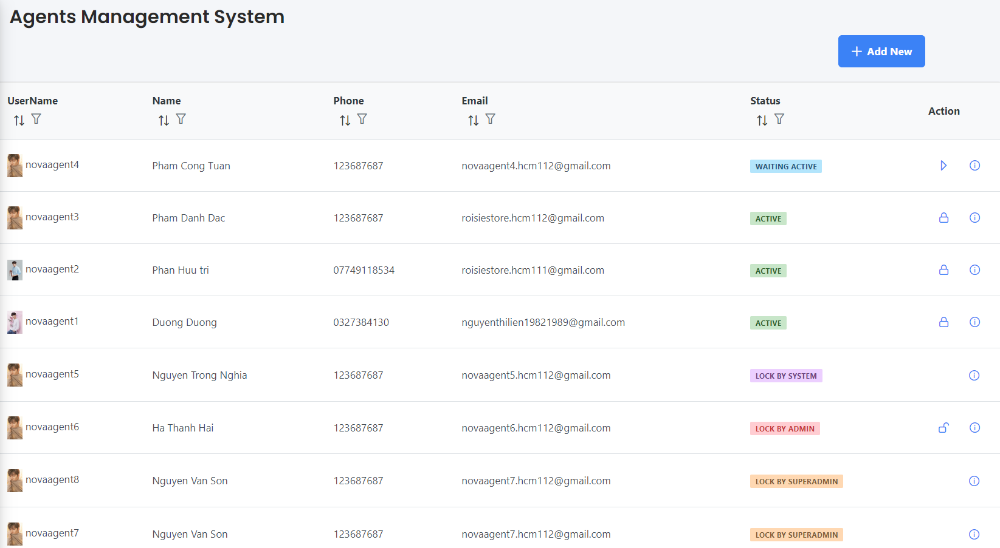 Agents Management System
Add New
UserName Name Phone Email Status Action
novaagent4 Pham Cong Tuan 123687687 novaagent4.hcm112@gmail.com WAITING ACTIVE
novaagent3 Pham Danh Dac 123687687 roisiestore.hcm112@gmail.com ACTIVE
novaagent2 Phan Huu tri 07749118534 roisiestore.hcm111@gmail.com ACTIVE
novaagent1 Duong Duong 0327384130 nguyenthilien19821989@gmail.com ACTIVE
novaagent5 Nguyen Trong Nghia 123687687 novaagent5.hcm112@gmail.com LOCK BY SYSTEM
novaagent6 Ha Thanh Hai 123687687 novaagent6.hcm112@gmail.com LOCK BY ADMIN
novaagent8 Nguyen Van Son 123687687 novaagent7.hcm112@gmail.com LOCK BY SUPERADMIN
novaagent7 Nguyen Van Son 123687687 novaagent7.hcm112@gmail.com LOCK BY SUPERADMIN